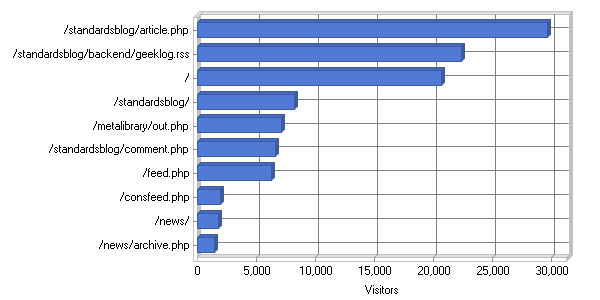 /standardsblog/article.php
/standardsblog/backend/geeklog.rss
/
/standardsblog/
/metalibrary/out.php
/standardsblog/comment.php
/feed.php
/consfeed.php
/news/
/news/archive.php
0 5,000 10,000 15,000 20,000 25,000 30,000
Visitors